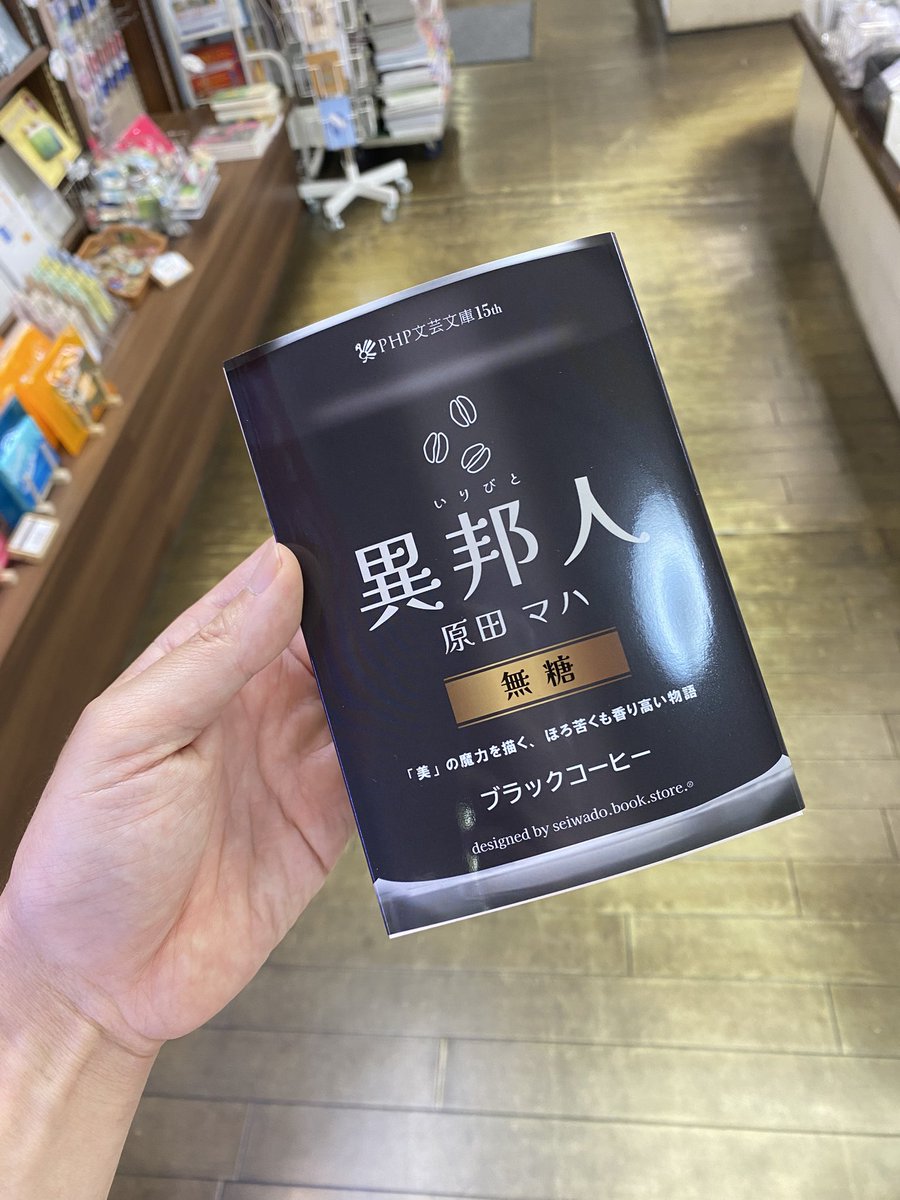 PHP文芸文庫15th
いりびと
異邦人
原田 マハ
無糖
「美」の魔力を描く、ほろ苦くも香り高い物語
ブラックコーヒー
designed by seiwado.book.store.®